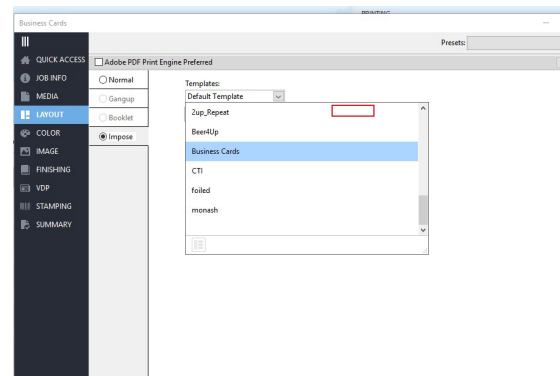 PRINTING
Business Cards
Presets:
QUICK ACCESS
Adobe PDF Print Engine Preferred
JOB INFO
Normal
Templates:
MEDIA
Gangup
Default Template
LAYOUT
Booklet
2up_Repeat
COLOR
Impose
Beer4Up
IMAGE
Business Cards
FINISHING
CTI
VDP
foiled
STAMPING
monash
SUMMARY